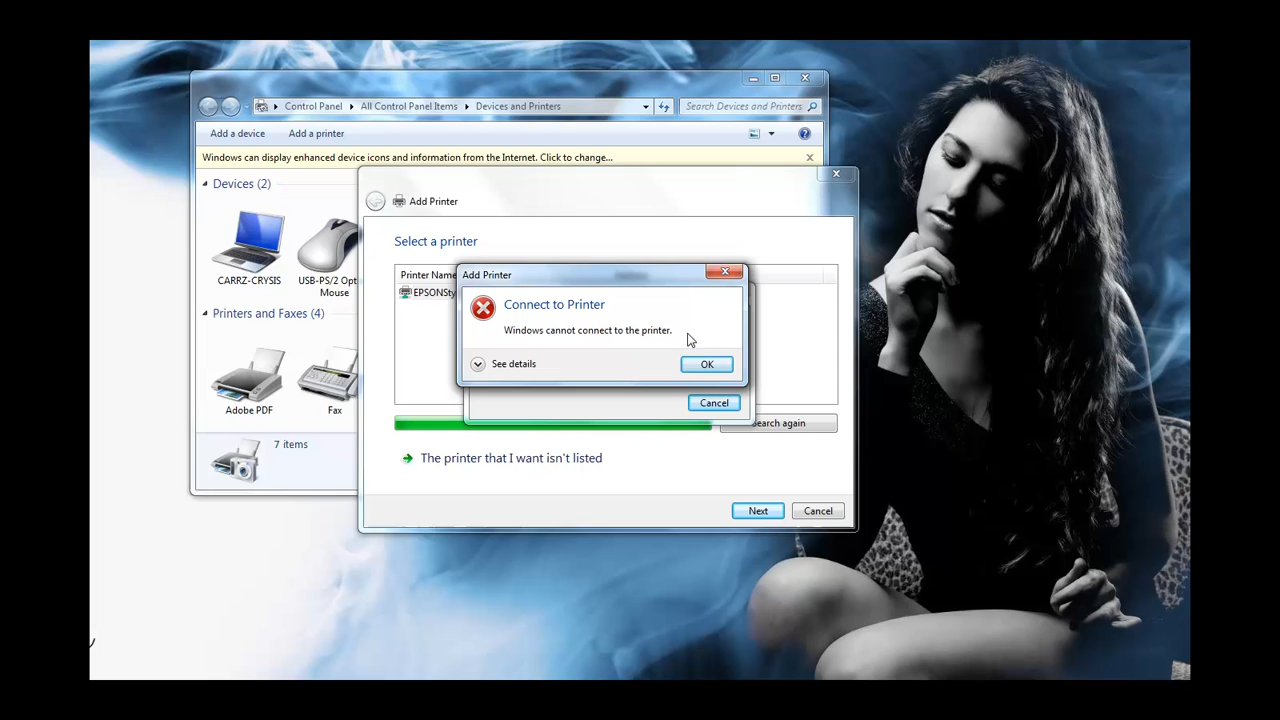 Control Panel All Control Panel Items Devices and Printers Search Devices and Printers
Add a device Add a printer
Windows can display enhanced device icons and information from the Internet. Click to change...
Devices (2)
CARRZ-CRYSIS
USB-PS/2 Opt
Mouse
Printers and Faxes (4)
Adobe PDF
Fax
7 items
Add Printer
Select a printer
Printer Name
EPSONSty
Add Printer
Connect to Printer
Windows cannot connect to the printer.
See details
OK
Cancel
Search again
The printer that I want isn't listed
Next Cancel